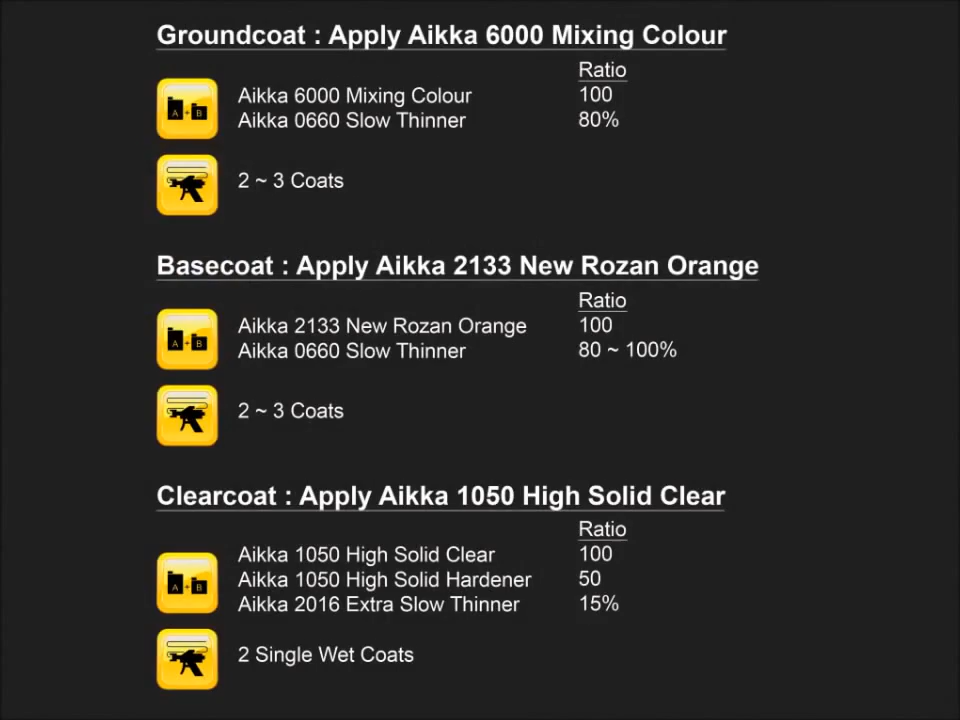 Groundcoat : Apply Aikka 6000 Mixing Colour
Ratio
Aikka 6000 Mixing Colour 100
Aikka 0660 Slow Thinner 80%
A + B
2 ~ 3 Coats
Basecoat : Apply Aikka 2133 New Rozan Orange
Ratio
Aikka 2133 New Rozan Orange 100
Aikka 0660 Slow Thinner 80 ~ 100%
A + B
2 ~ 3 Coats
Clearcoat : Apply Aikka 1050 High Solid Clear
Ratio
Aikka 1050 High Solid Clear 100
Aikka 1050 High Solid Hardener 50
A + B
Aikka 2016 Extra Slow Thinner 15%
2 Single Wet Coats